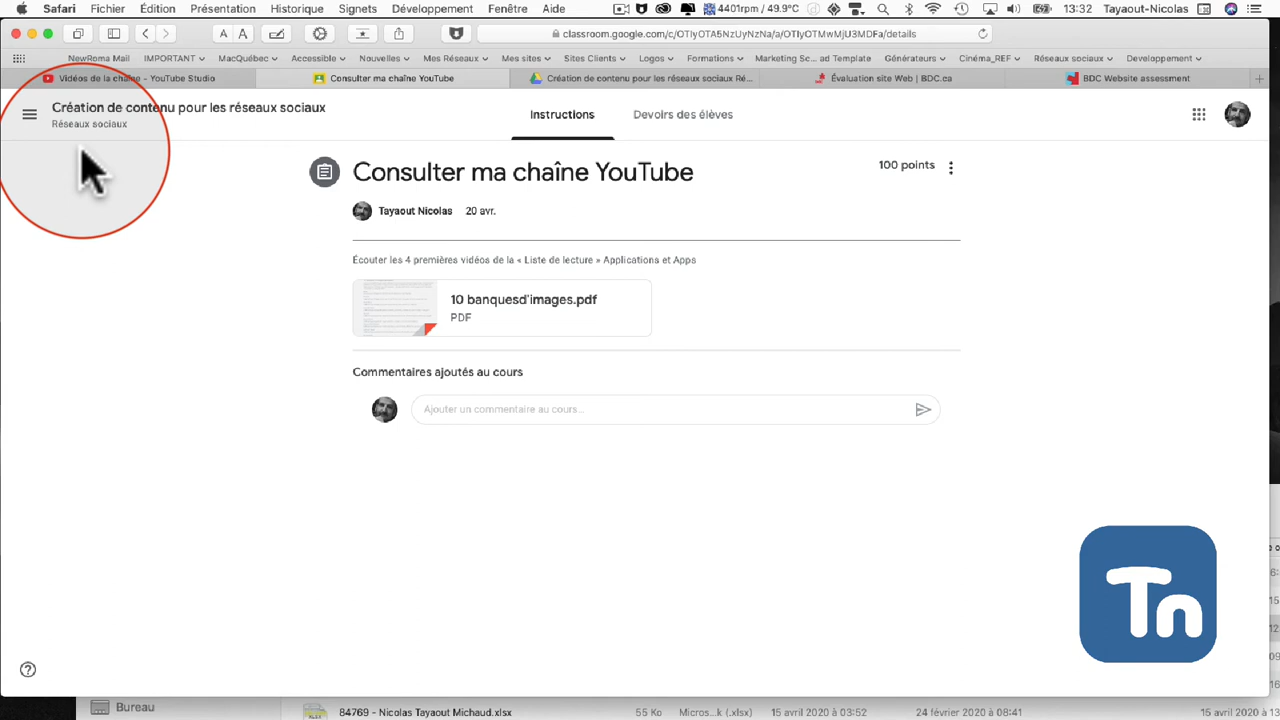 Safari Fichier Édition Présentation Historique Signets Développement Fenêtre Aide 4401rpm / 49.9°C 13:32 Tayaout-Nicolas
classroom.google.com/c/OTIyOTA5NzUyNzNa/a/OTIyOTMwMjU3MDFa/details
NewRoma Mail IMPORTANT MacQuébec Accessible Nouvelles Mes Réseaux Mes sites Sites Clients Logos Formations Marketing Sc...ad Template Générateurs Cinéma_REF Réseaux sociaux Developpement
Vidéos de la chaîne - YouTube Studio Consulter ma chaîne YouTube Création de contenu pour les réseaux sociaux Ré... Évaluation site Web | BDC.ca BDC Website assessment
Création de contenu pour les réseaux sociaux
Réseaux sociaux
Instructions Devoirs des élèves
Consulter ma chaîne YouTube
100 points
Tayaout Nicolas 20 avr.
Écouter les 4 premières vidéos de la « Liste de lecture » Applications et Apps
10 banquesd'images.pdf
PDF
Commentaires ajoutés au cours
Ajouter un commentaire au cours...
Tn
Bureau
84769 - Nicolas Tayaout Michaud.xlsx 55 Ko Micros...k (.xlsx) 15 avril 2020 à 03:52 24 février 2020 à 08:41 15 avril 2020 à 13